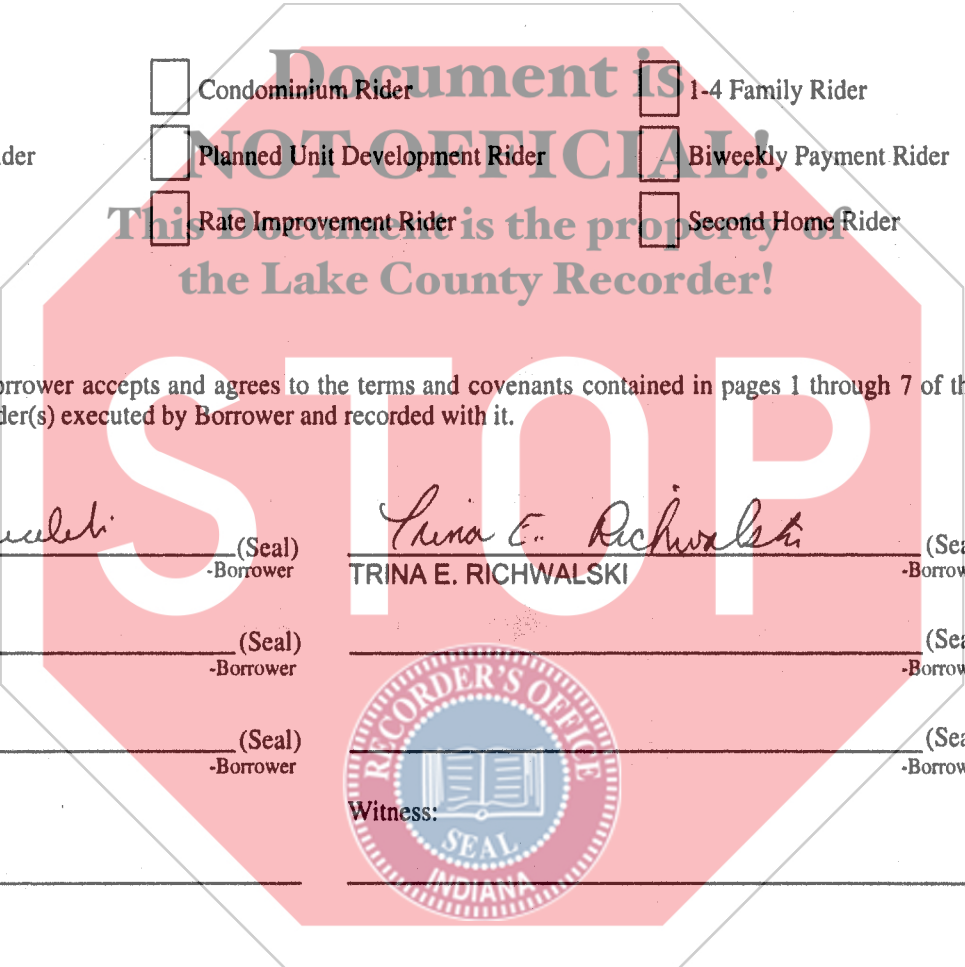 Document is
NOT OFFICIAL!
This Document is the property of
the Lake County Recorder!
STOP
Condominium Rider 1-4 Family Rider
der Planned Unit Development Rider Biweekly Payment Rider
Rate Improvement Rider Second Home Rider
orrower accepts and agrees to the terms and covenants contained in pages 1 through 7 of th
der(s) executed by Borrower and recorded with it.
Trina E. Richwalski
(Seal) (Sea
-Borrower TRINA E. RICHWALSKI -Borrow
(Seal) (Sea
-Borrower -Borrow
(Seal) (Sea
-Borrower -Borrow
Witness:
RECORDER'S OFFICE
SEAL
INDIANA